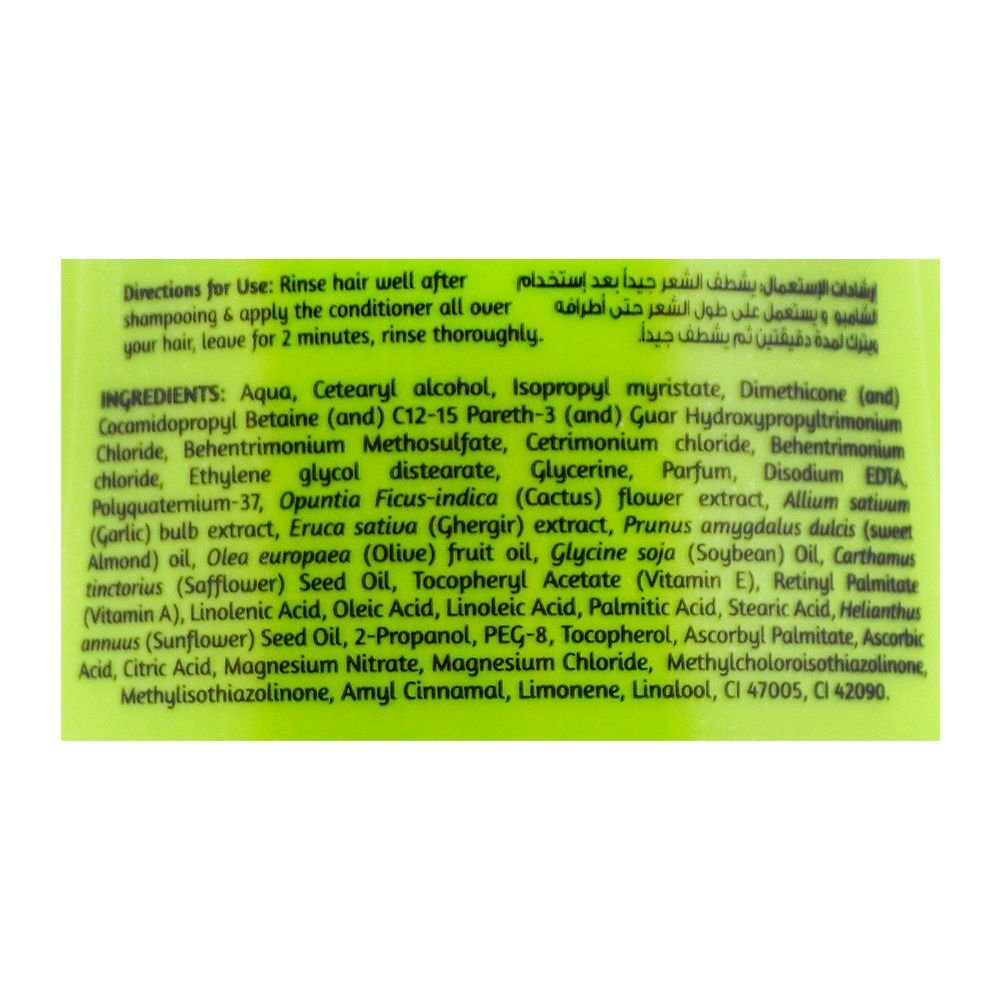 Directions for Use: Rinse hair well after
shampooing & apply the conditioner all over
your hair, leave for 2 minutes, rinse thoroughly.
إرشادات الإستعمال: يشطف الشعر جيداً بعد إستخدام
الشامبو ويستعمل على طول الشعر حتى أطرافه
ويترك لمدة دقيقتين ثم يشطف جيداً.
INGREDIENTS: Aqua, Cetearyl alcohol, Isopropyl myristate, Dimethicone (and)
Cocamidopropyl Betaine (and) C12-15 Pareth-3 (and) Guar Hydroxypropyltrimonium
Chloride, Behentrimonium Methosulfate, Cetrimonium chloride, Behentrimonium
chloride, Ethylene glycol distearate, Glycerine, Parfum, Disodium EDTA,
Polyquaternium-37, Opuntia Ficus-indica (Cactus) flower extract, Allium sativum
(Garlic) bulb extract, Eruca sativa (Ghergir) extract, Prunus amygdalus dulcis (sweet
Almond) oil, Olea europaea (Olive) fruit oil, Glycine soja (Soybean) Oil, Carthamus
tinctorius (Safflower) Seed Oil, Tocopheryl Acetate (Vitamin E), Retinyl Palmitate
(Vitamin A), Linolenic Acid, Oleic Acid, Linoleic Acid, Palmitic Acid, Stearic Acid, Helianthus
annuus (Sunflower) Seed Oil, 2-Propanol, PEG-8, Tocopherol, Ascorbyl Palmitate, Ascorbic
Acid, Citric Acid, Magnesium Nitrate, Magnesium Chloride, Methylcholoroisothiazolinone,
Methylisothiazolinone, Amyl Cinnamal, Limonene, Linalool, CI 47005, CI 42090.